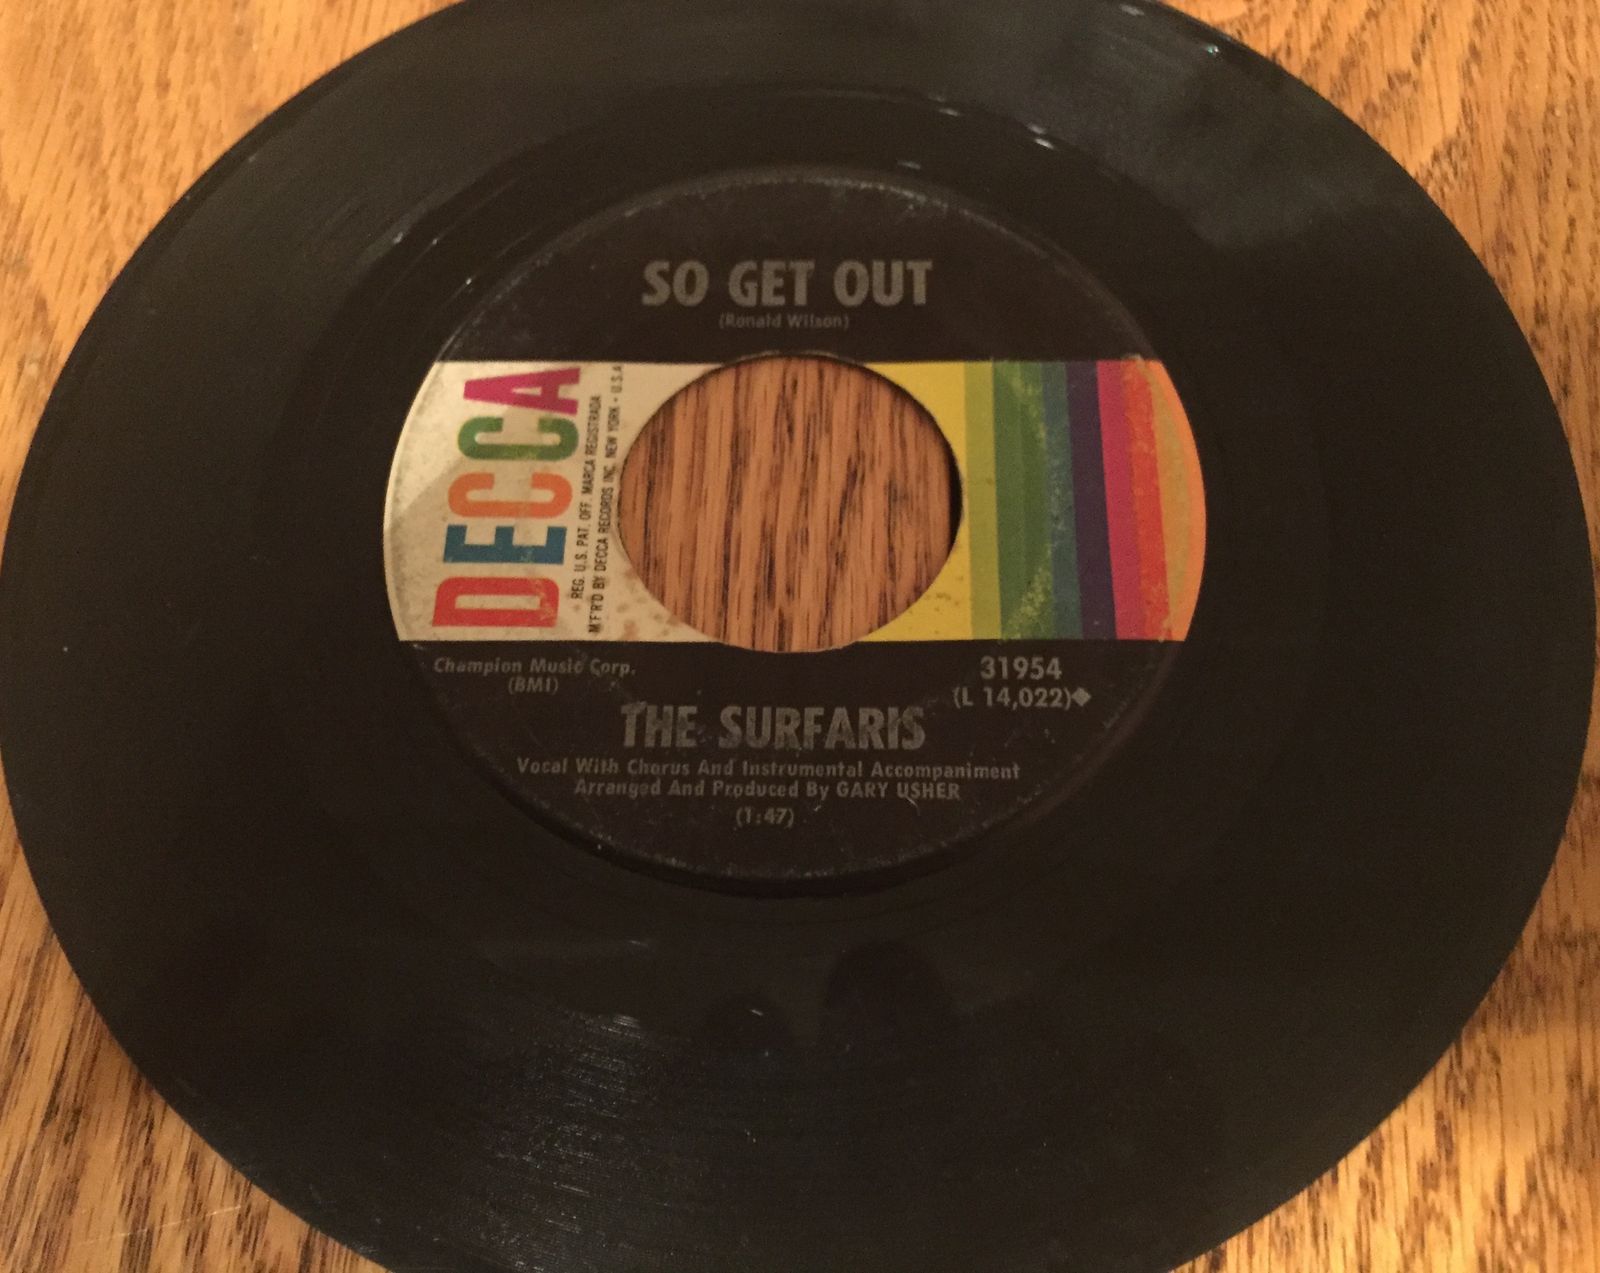 SO GET OUT
(Ronald Wilson)
DECCA
REG. U.S. PAT. OFF. MARCA REGISTRADA
M'F'R'D BY DECCA RECORDS INC. NEW YORK • U.S.A
Champion Music Corp.
(BMI)
31954
(L 14,022)◆
THE SURFARIS
Vocal With Chorus And Instrumental Accompaniment
Arranged And Produced By GARY USHER
(1:47)